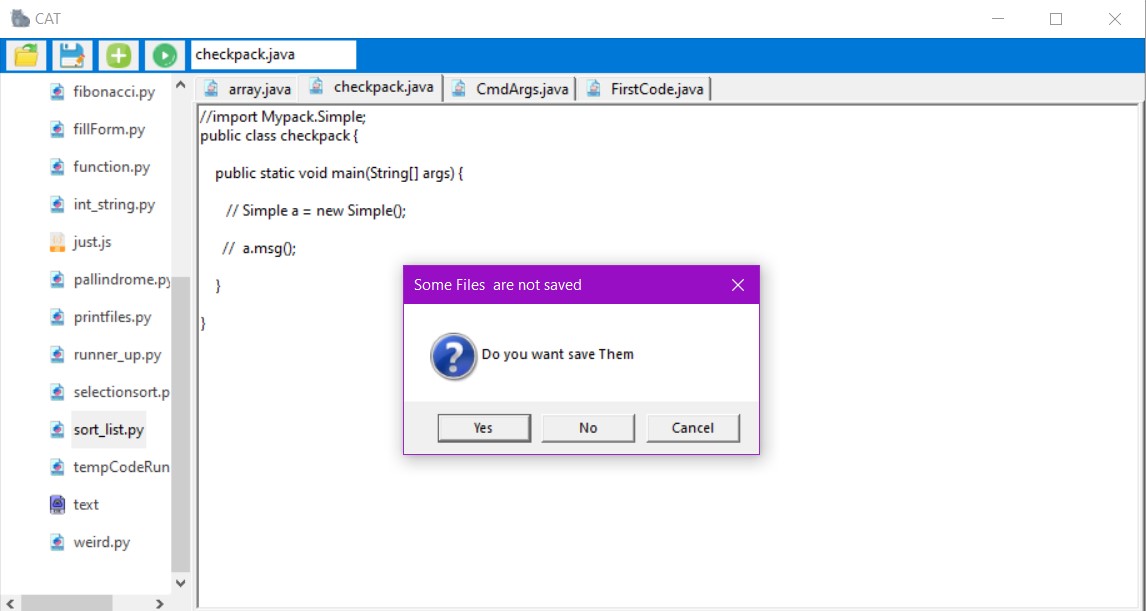 CAT
checkpack.java
fibonacci.py
fillForm.py
function.py
int_string.py
just.js
pallindrome.py
printfiles.py
runner_up.py
selectionsort.p
sort_list.py
tempCodeRun
text
weird.py
array.java checkpack.java CmdArgs.java FirstCode.java
//import Mypack.Simple;
public class checkpack {
public static void main(String[] args) {
// Simple a = new Simple();
// a.msg();
}
}
Some Files are not saved
Do you want save Them
Yes No Cancel